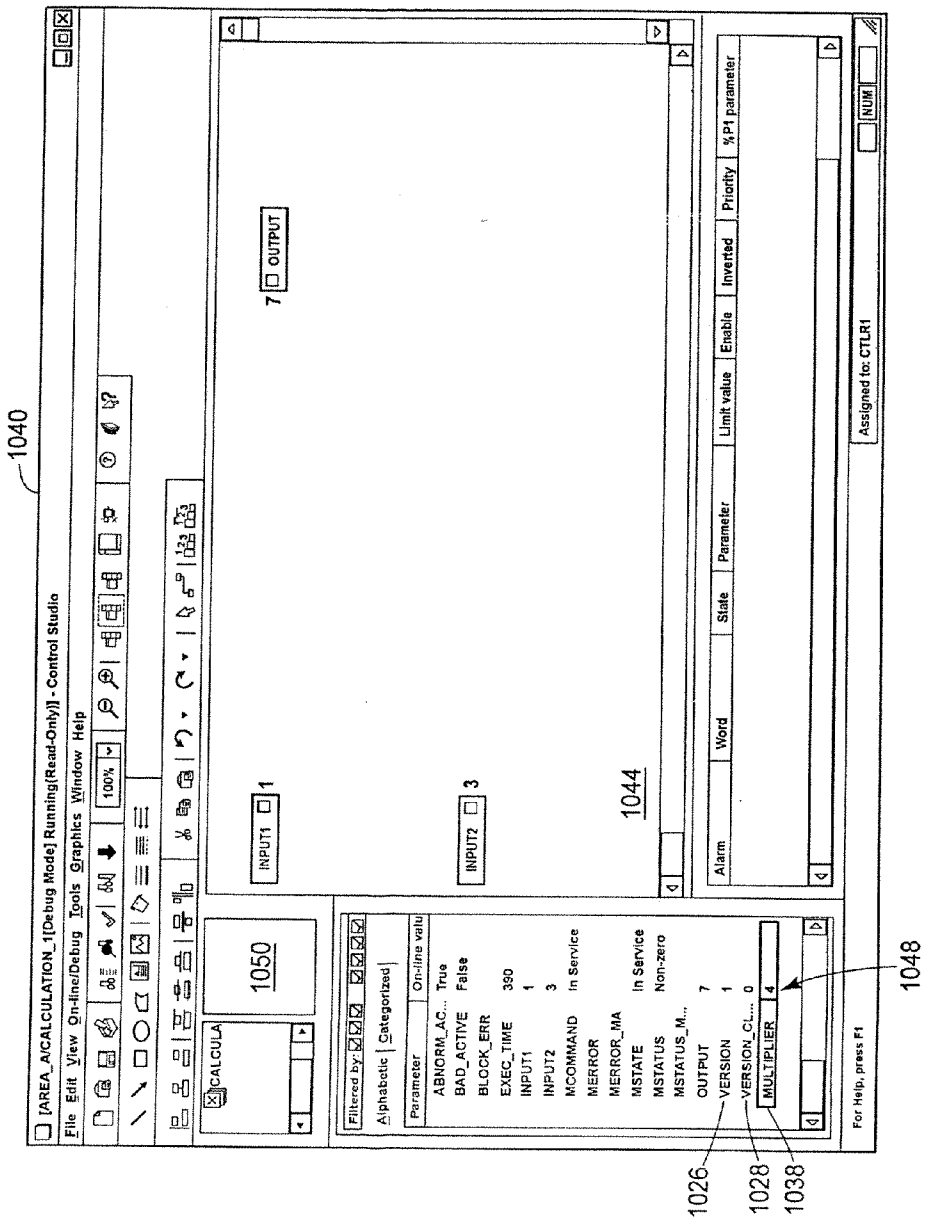 1040
[AREA_A/CALCULATION_1[Debug Mode] Running(Read-Only)] - Control Studio
File Edit View On-line/Debug Tools Graphics Window Help
100%
CALCULA
1050
INPUT1 1
7 OUTPUT
INPUT2 3
1044
Filtered by:
Alphabetic Categorized
Parameter On-line valu
ABNORM_AC... True
BAD_ACTIVE False
BLOCK_ERR
EXEC_TIME 390
INPUT1 1
INPUT2 3
MCOMMAND In Service
MERROR
MERROR_MA
MSTATE In Service
MSTATUS Non-zero
MSTATUS_M...
OUTPUT 7
1026 VERSION 1
1028 VERSION_CL... 0
1038 MULTIPLIER 4
1048
Alarm Word State Parameter Limit value Enable Inverted Priority %P1 parameter
For Help, press F1
Assigned to: CTLR1
NUM